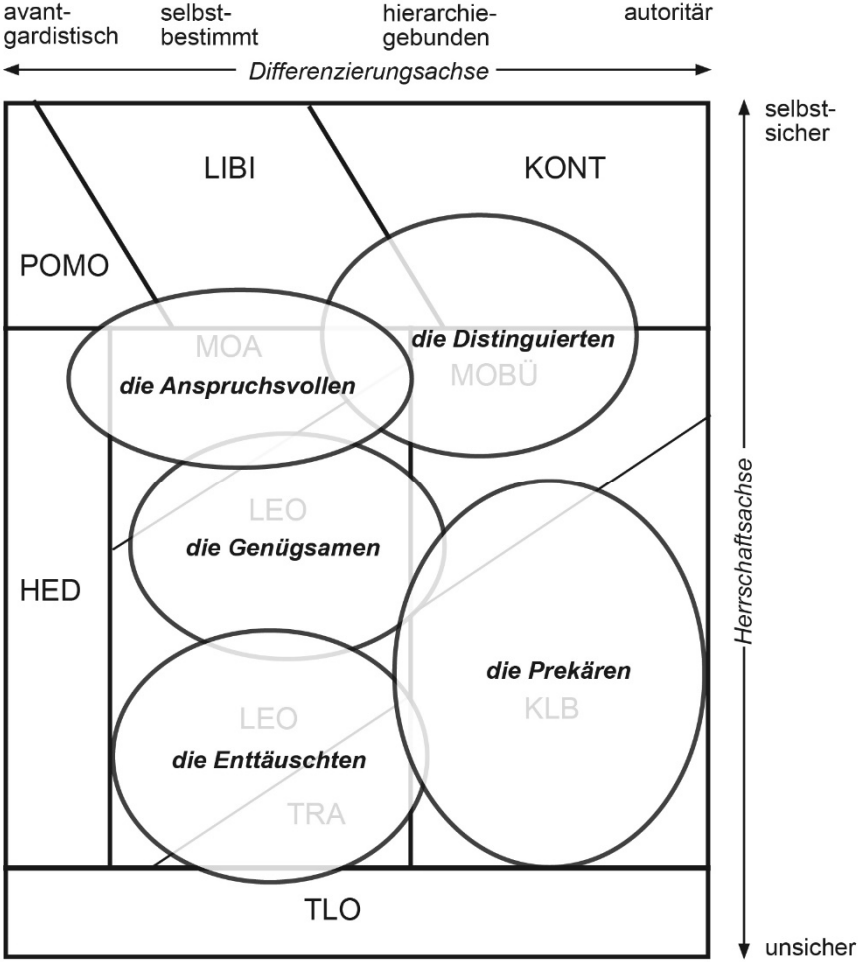 avant-
gardistisch
selbst-
bestimmt
hierarchie-
gebunden
autoritär
Differenzierungsachse
selbst-
sicher
LIBI
KONT
POMO
MOA
die Distinguierten
MOBÜ
die Anspruchsvollen
LEO
die Genügsamen
HED
Herrschaftsachse
die Prekären
KLB
LEO
die Enttäuschten
TRA
TLO
unsicher